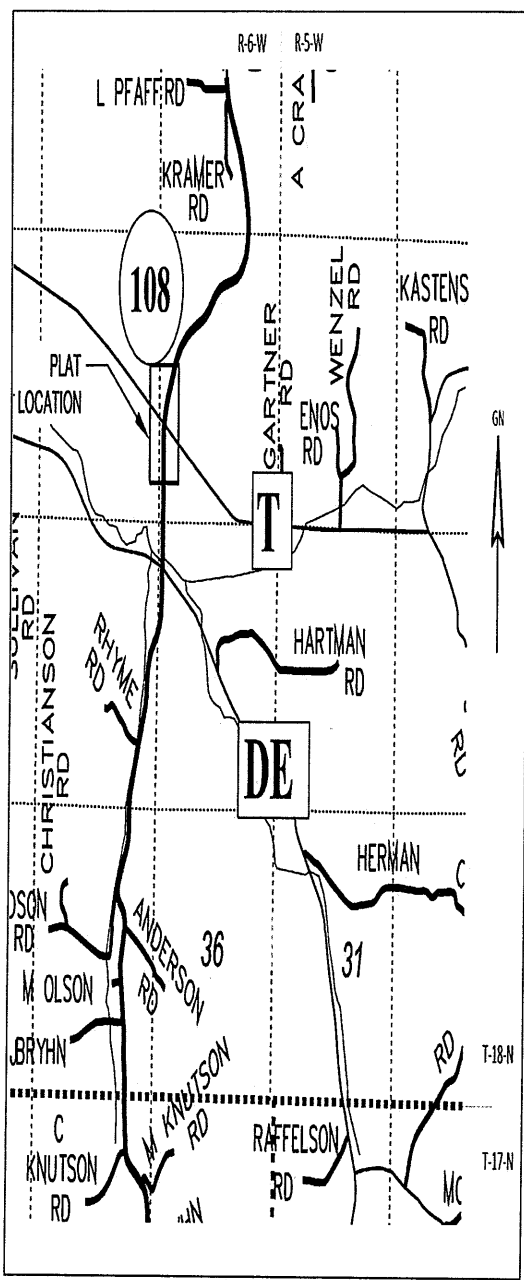 R-6-W R-5-W
L PFAFF RD
A CRA
KRAMER
RD
108
WENZEL
RD
KASTENS
RD
GARTNER
RD
PLAT
LOCATION
ENOS
RD
GN
T
RD
CHRISTIANSON
RD
RHYME
RD
HARTMAN
RD
DE
HERMAN
C
DSON
RD
ANDERSON
RD
36
31
M OLSON
BRYHN
RD
T-18-N
M KNUTSON
RD
C
KNUTSON
RD
RAFFELSON
RD
T-17-N
MC